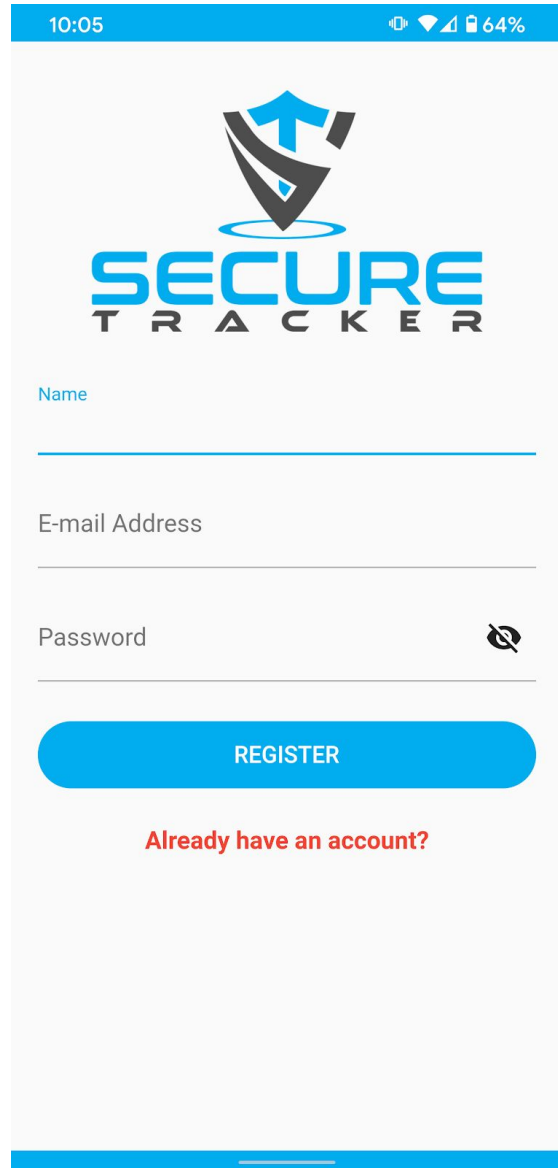 10:05 64%
SECURE
TRACKER
Name
E-mail Address
Password
REGISTER
Already have an account?